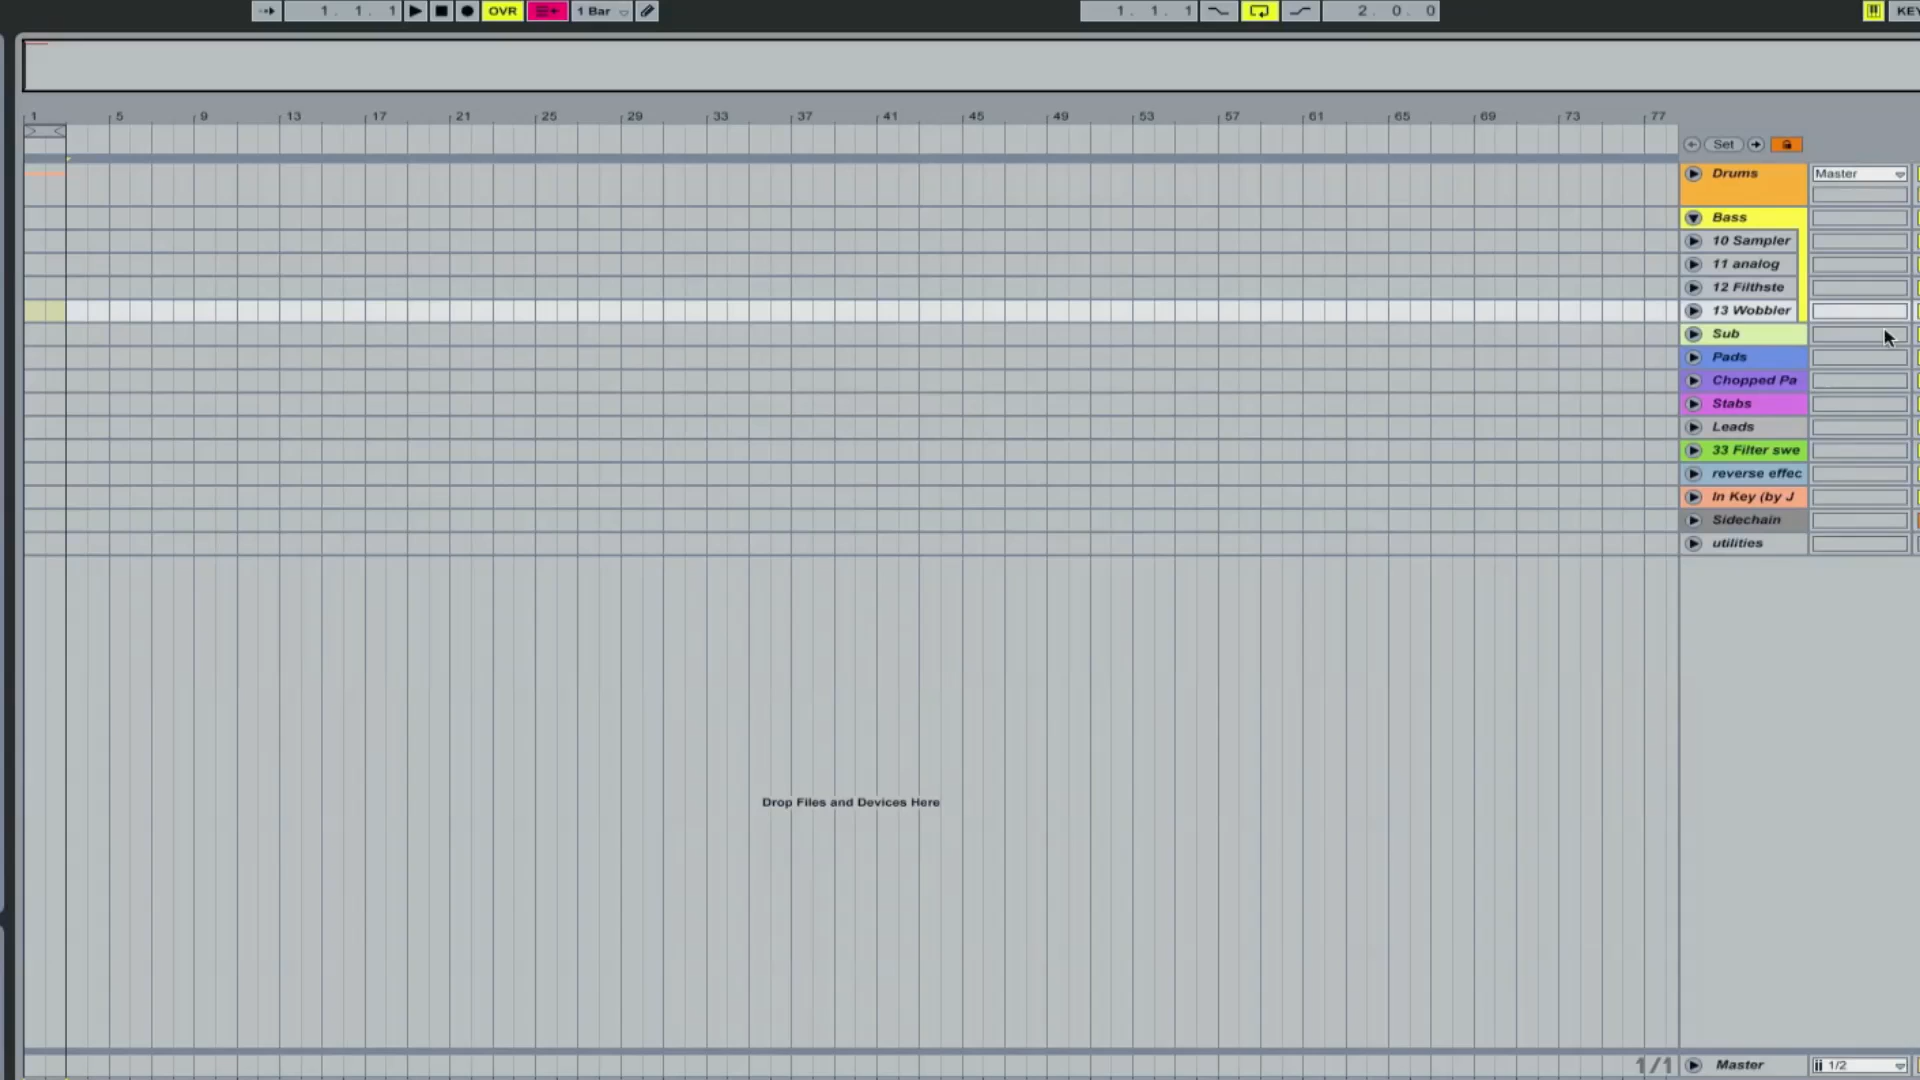 1. 1. 1 OVR 1 Bar 1. 1. 1 2. 0. 0 KEY
1 5 9 13 17 21 25 29 33 37 41 45 49 53 57 61 65 69 73 77
Set
Drums Master
Bass
10 Sampler
11 analog
12 Filthste
13 Wobbler
Sub
Pads
Chopped Pa
Stabs
Leads
33 Filter swe
reverse effec
In Key (by J
Sidechain
utilities
Drop Files and Devices Here
1/1 Master 1/2